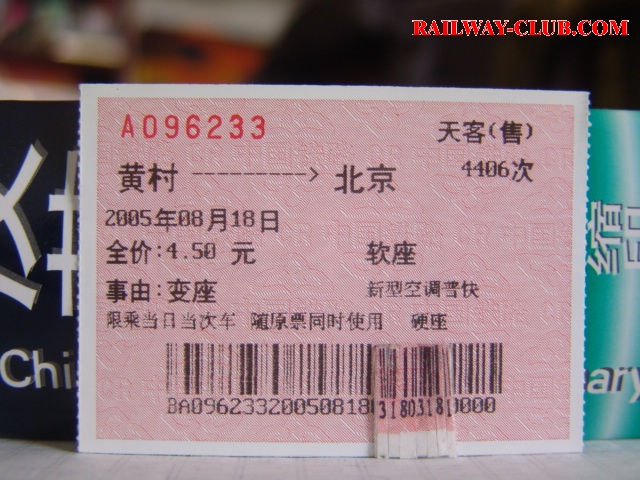 RAILWAY-CLUB.COM
A096233
天客(售)
黄村 ----------> 北京
4406次
2005年08月18日
全价:4.50 元 软座
事由:变座 新型空调普快
限乘当日当次车 随原票同时使用 硬座
BA09623320050818 31803181 0000
Chi
ary